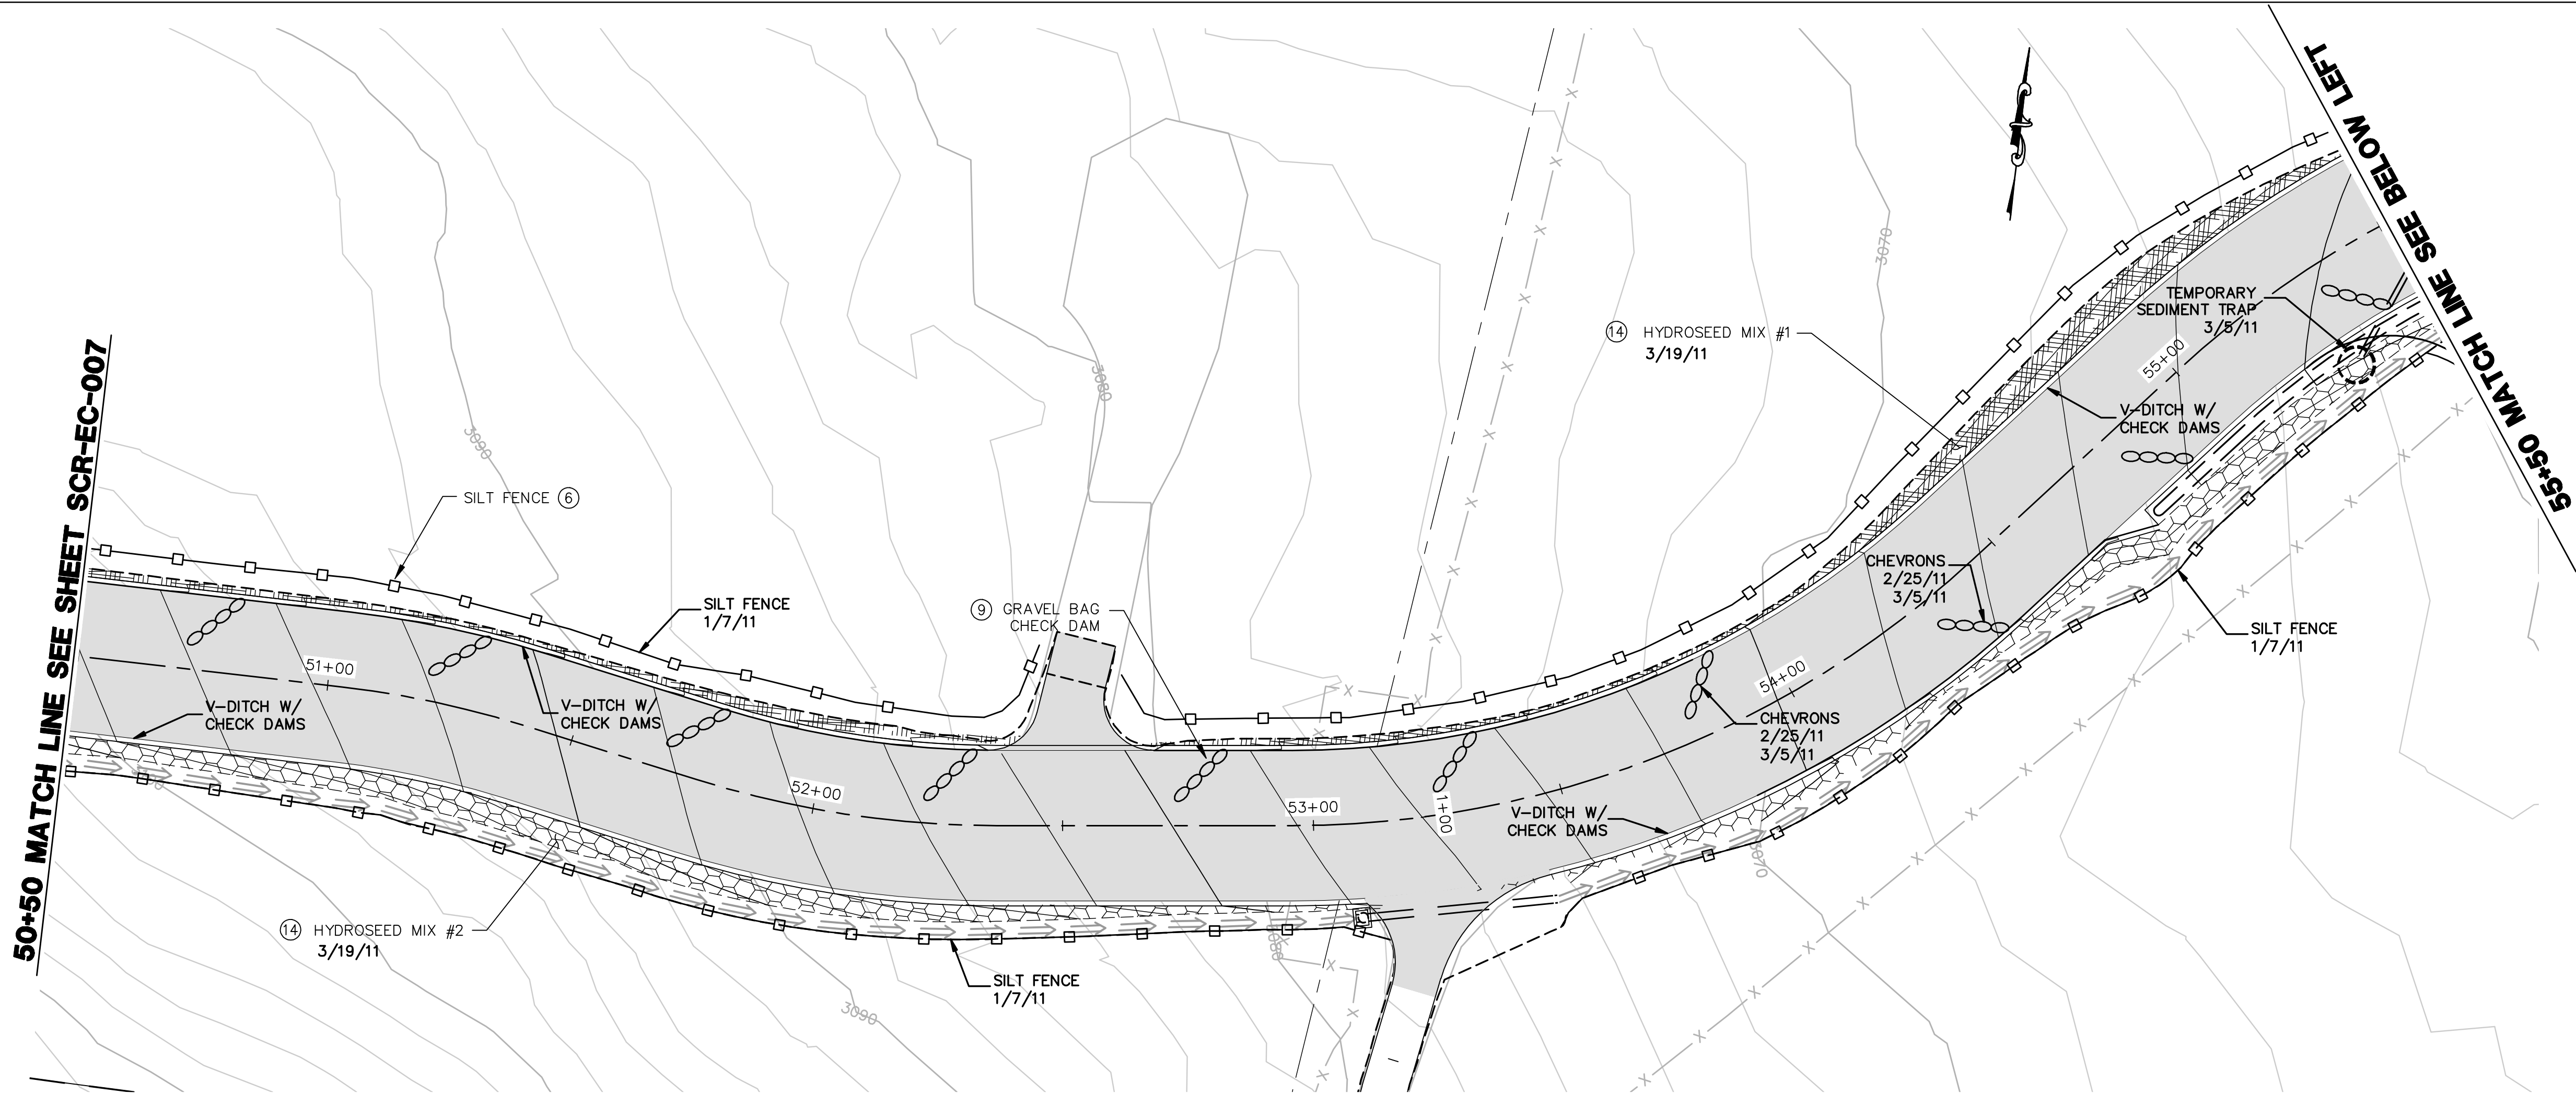 55+50 MATCH LINE SEE BELOW LEFT
3070
TEMPORARY
SEDIMENT TRAP
3/5/11
14 HYDROSEED MIX #1
3/19/11
50+50 MATCH LINE SEE SHEET SCR-EC-007
55+00
3080
V-DITCH W/
CHECK DAMS
3090
SILT FENCE 6
CHEVRONS
2/25/11
3/5/11
SILT FENCE
1/7/11
9 GRAVEL BAG
CHECK DAM
SILT FENCE
1/7/11
51+00
54+00
V-DITCH W/
CHECK DAMS
V-DITCH W/
CHECK DAMS
CHEVRONS
2/25/11
3/5/11
52+00
53+00
1+00
V-DITCH W/
CHECK DAMS
3070
14 HYDROSEED MIX #2
3/19/11
SILT FENCE
1/7/11
3090